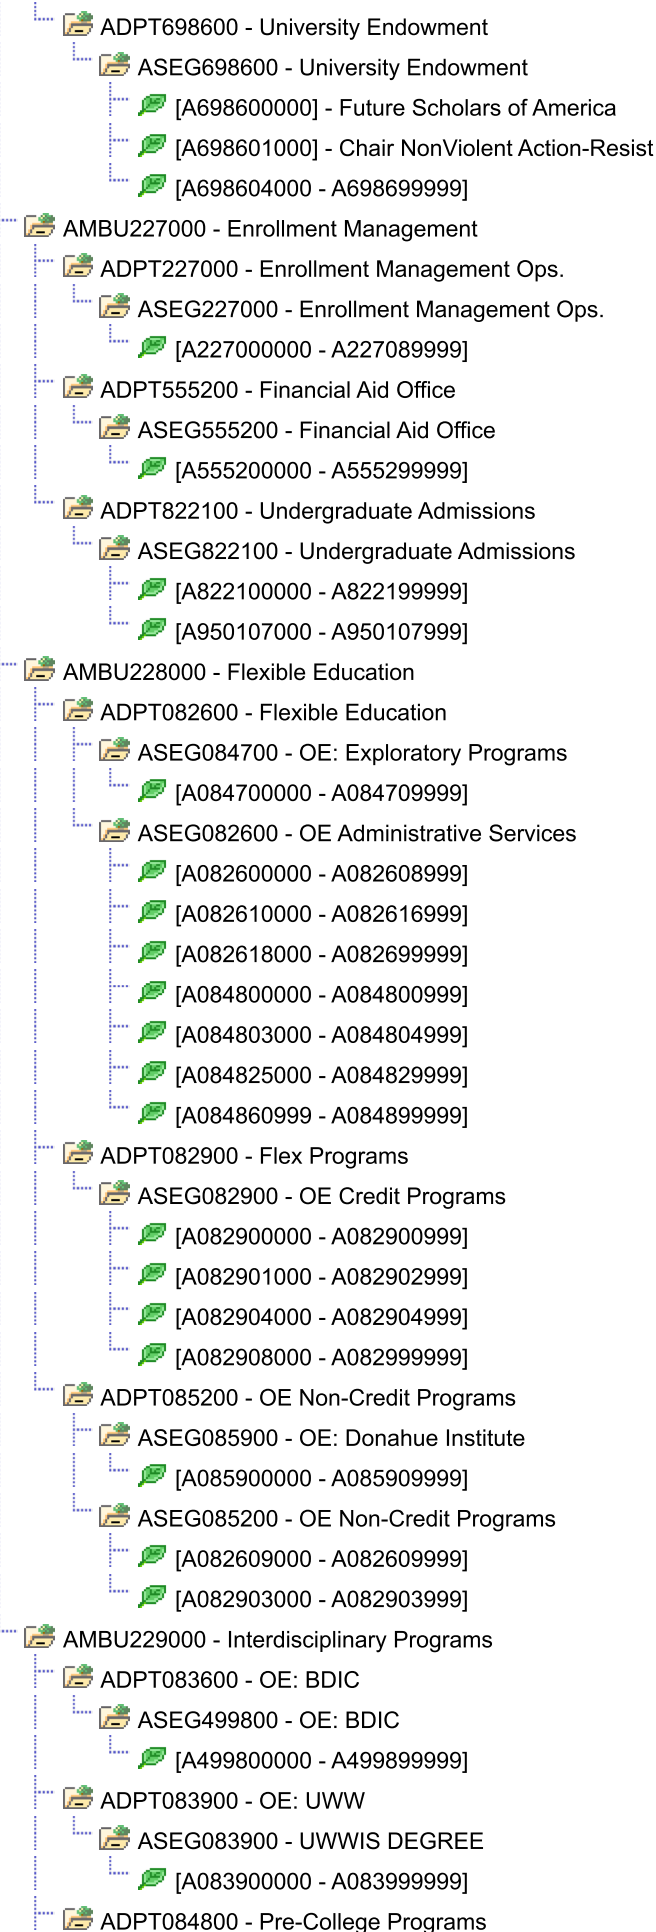 ADPT698600 - University Endowment
ASEG698600 - University Endowment
[A698600000] - Future Scholars of America
[A698601000] - Chair NonViolent Action-Resist
[A698604000 - A698699999]
AMBU227000 - Enrollment Management
ADPT227000 - Enrollment Management Ops.
ASEG227000 - Enrollment Management Ops.
[A227000000 - A227089999]
ADPT555200 - Financial Aid Office
ASEG555200 - Financial Aid Office
[A555200000 - A555299999]
ADPT822100 - Undergraduate Admissions
ASEG822100 - Undergraduate Admissions
[A822100000 - A822199999]
[A950107000 - A950107999]
AMBU228000 - Flexible Education
ADPT082600 - Flexible Education
ASEG084700 - OE: Exploratory Programs
[A084700000 - A084709999]
ASEG082600 - OE Administrative Services
[A082600000 - A082608999]
[A082610000 - A082616999]
[A082618000 - A082699999]
[A084800000 - A084800999]
[A084803000 - A084804999]
[A084825000 - A084829999]
[A084860999 - A084899999]
ADPT082900 - Flex Programs
ASEG082900 - OE Credit Programs
[A082900000 - A082900999]
[A082901000 - A082902999]
[A082904000 - A082904999]
[A082908000 - A082999999]
ADPT085200 - OE Non-Credit Programs
ASEG085900 - OE: Donahue Institute
[A085900000 - A085909999]
ASEG085200 - OE Non-Credit Programs
[A082609000 - A082609999]
[A082903000 - A082903999]
AMBU229000 - Interdisciplinary Programs
ADPT083600 - OE: BDIC
ASEG499800 - OE: BDIC
[A499800000 - A499899999]
ADPT083900 - OE: UWW
ASEG083900 - UWWIS DEGREE
[A083900000 - A083999999]
ADPT084800 - Pre-College Programs